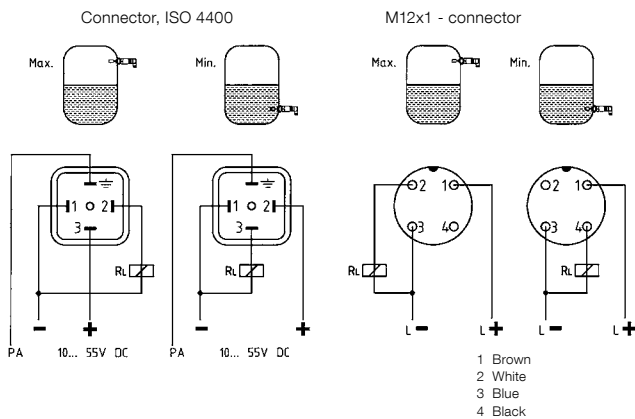 Connector, ISO 4400
M12x1 - connector
Max.
Min.
Max.
Min.
1 2
3
RL
1 2
3
RL
2 1
3 4
RL
2 1
3 4
RL
− +
− +
L − L +
L − L +
PA 10... 55V DC
PA 10... 55V DC
1 Brown
2 White
3 Blue
4 Black